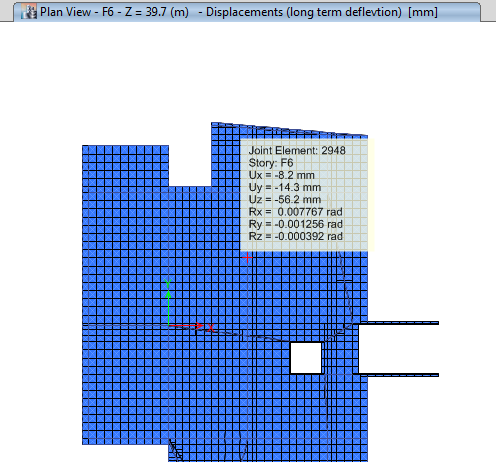 Plan View - F6 - Z = 39.7 (m) - Displacements (long term deflevtion) [mm]
Joint Element: 2948
Story: F6
Ux = -8.2 mm
Uy = -14.3 mm
Uz = -56.2 mm
Rx = 0.007767 rad
Ry = -0.001256 rad
Rz = -0.000392 rad